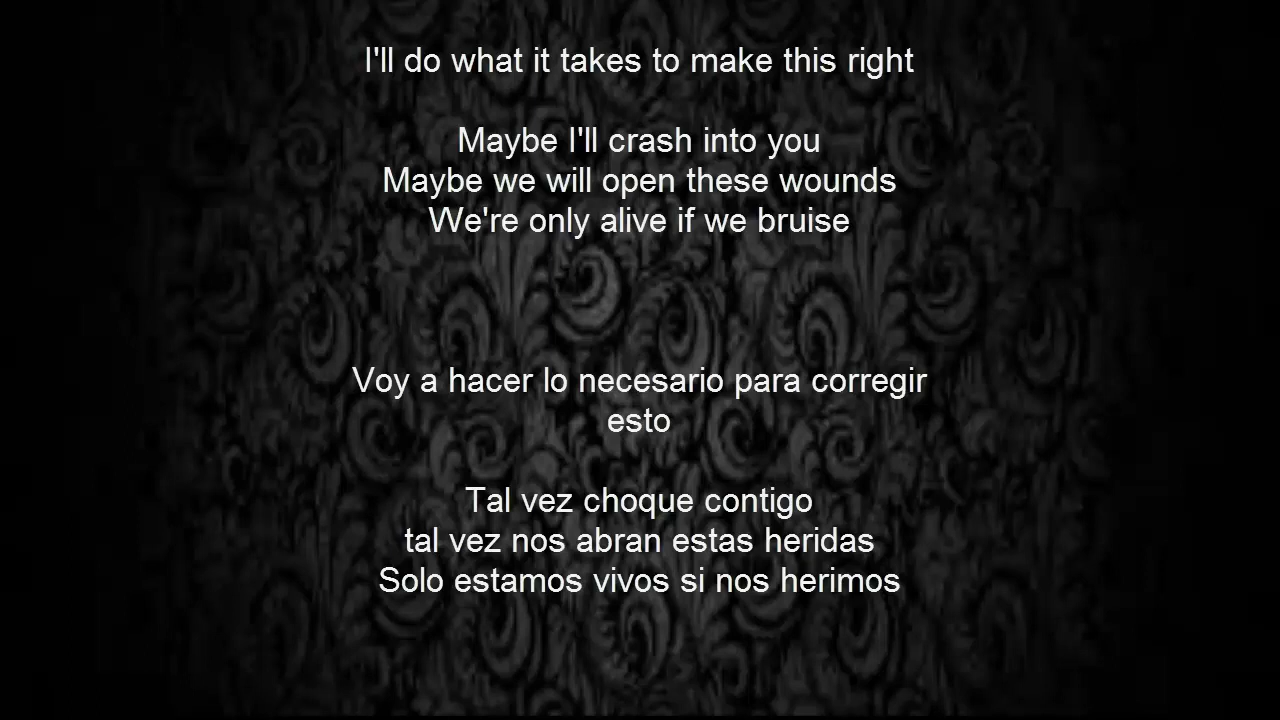 I'll do what it takes to make this right
Maybe I'll crash into you
Maybe we will open these wounds
We're only alive if we bruise
Voy a hacer lo necesario para corregir
esto
Tal vez choque contigo
tal vez nos abran estas heridas
Solo estamos vivos si nos herimos